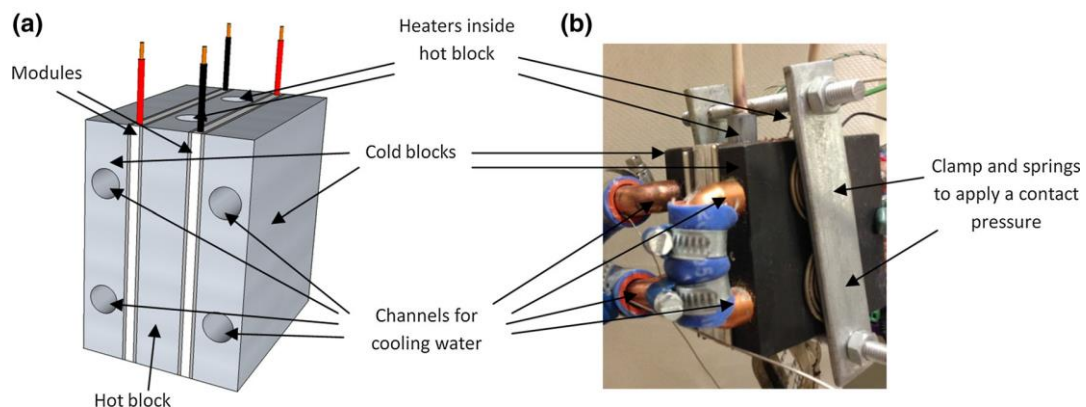 (a)
Modules
Heaters inside
hot block
(b)
Cold blocks
Clamp and springs
to apply a contact
pressure
Channels for
cooling water
Hot block